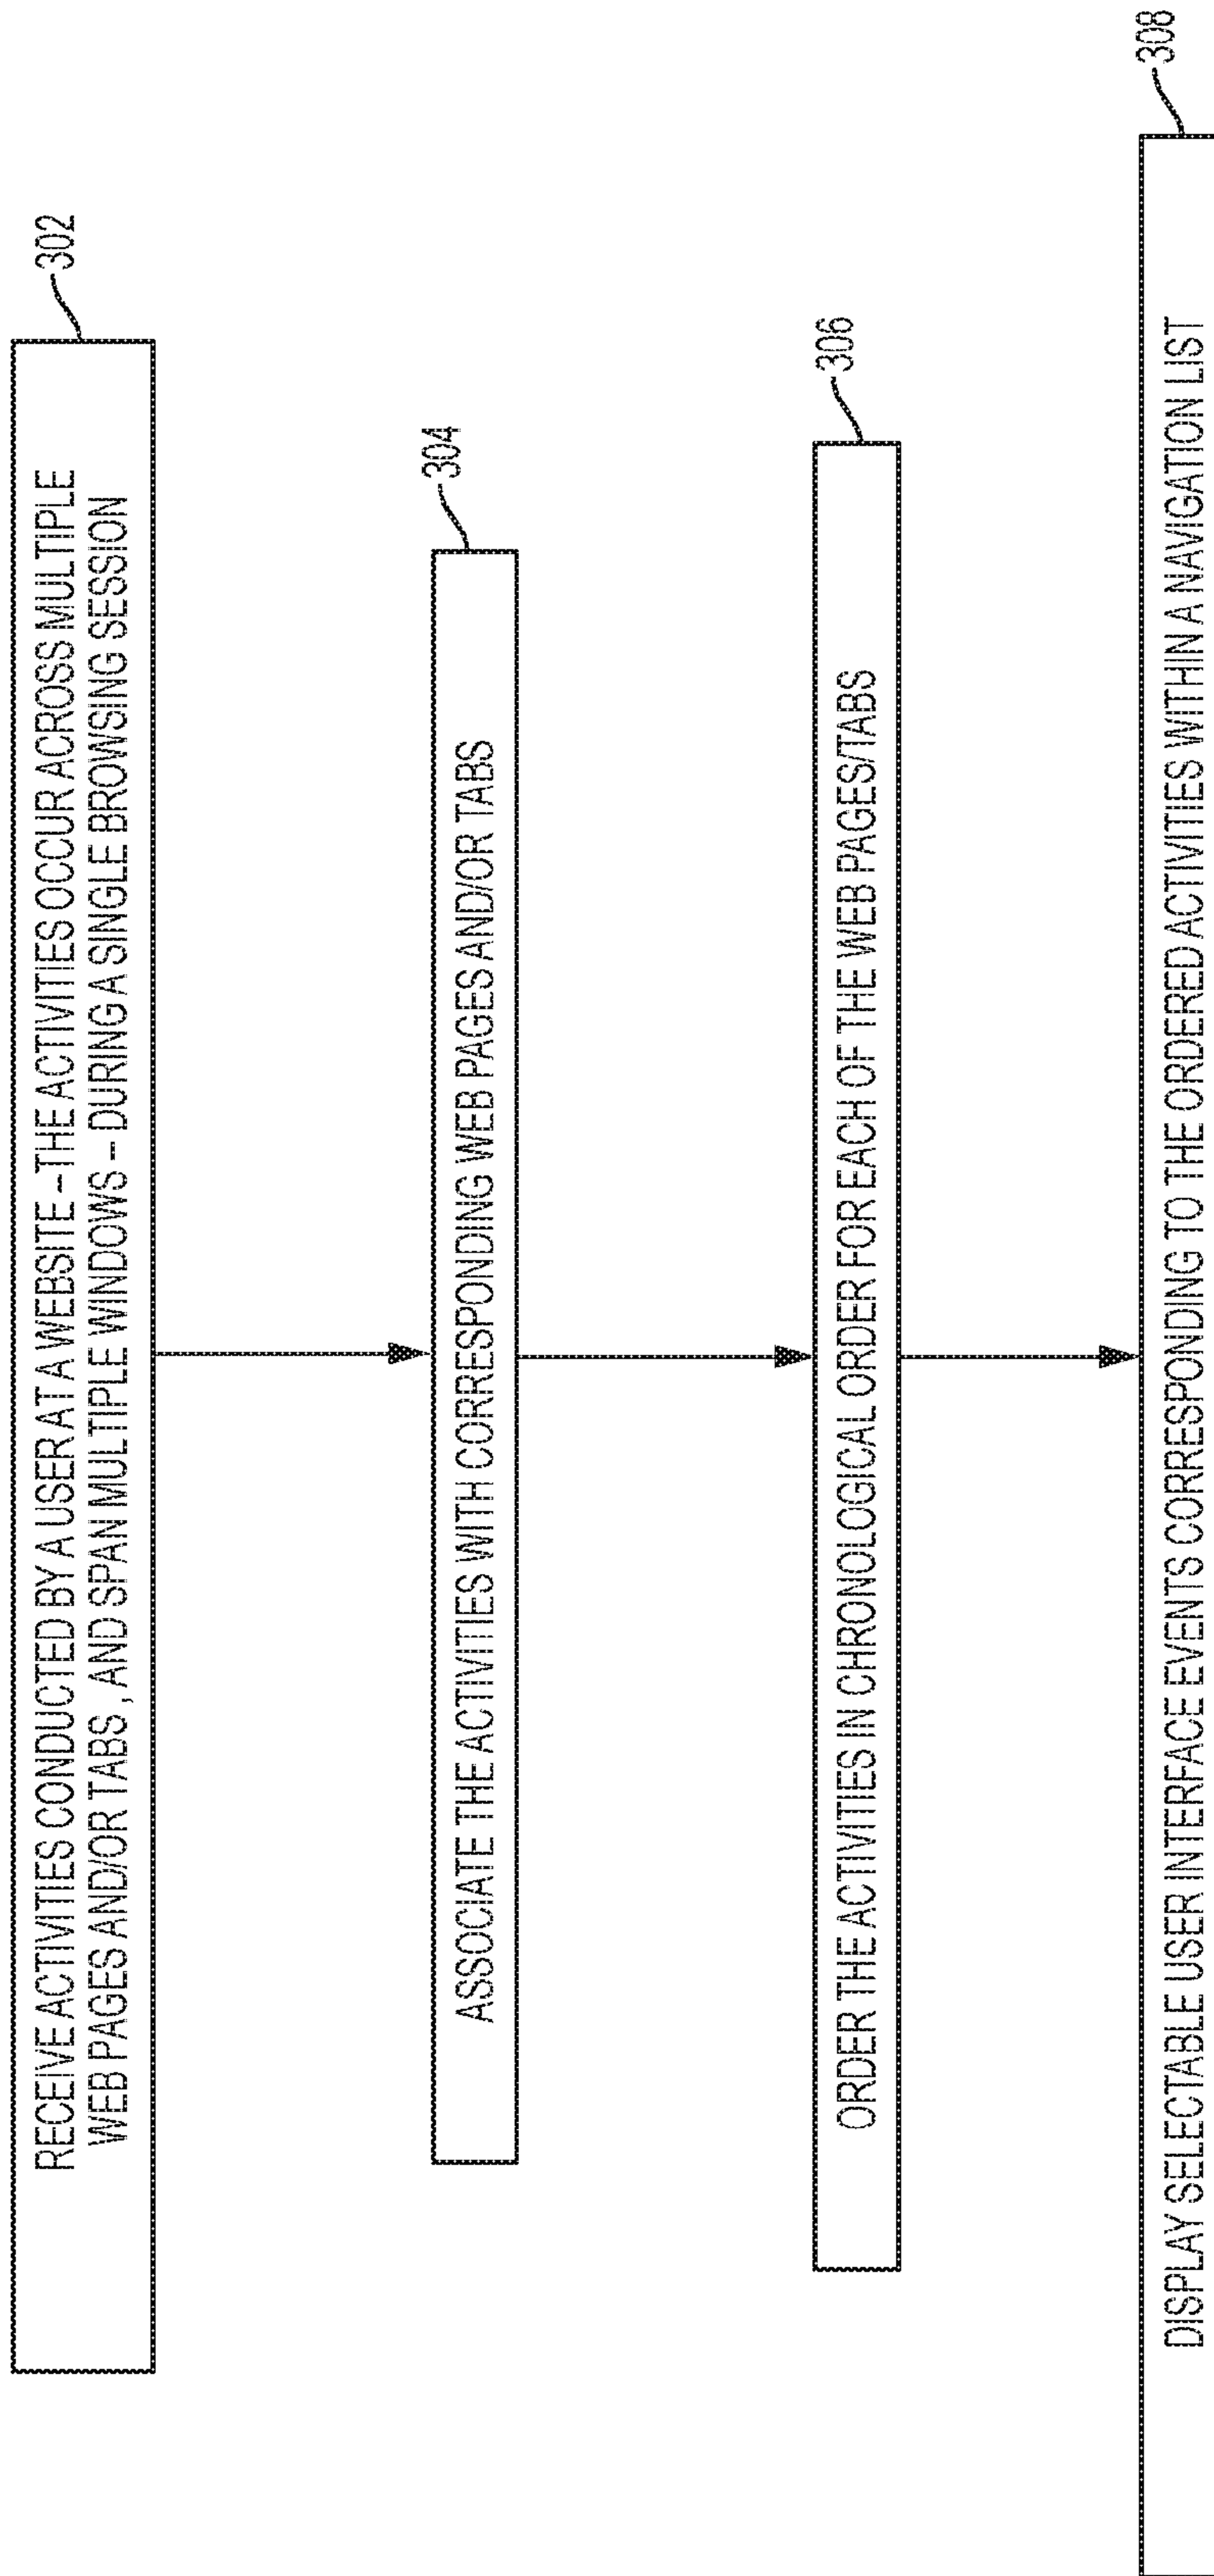 RECEIVE ACTIVITIES CONDUCTED BY A USER AT A WEBSITE – THE ACTIVITIES OCCUR ACROSS MULTIPLE
WEB PAGES AND/OR TABS, AND SPAN MULTIPLE WINDOWS – DURING A SINGLE BROWSING SESSION
302
ASSOCIATE THE ACTIVITIES WITH CORRESPONDING WEB PAGES AND/OR TABS
304
ORDER THE ACTIVITIES IN CHRONOLOGICAL ORDER FOR EACH OF THE WEB PAGES/TABS
306
DISPLAY SELECTABLE USER INTERFACE EVENTS CORRESPONDING TO THE ORDERED ACTIVITIES WITHIN A NAVIGATION LIST
308